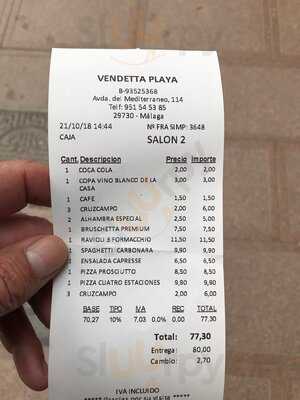 VENDETTA PLAYA
B-93525368
Avda. de: Mediterraneo, 114
Telf: 951 54 53 85
29730 - Málaga
21/10/18 14:44 Nº FRA SIMP: 3648
CAJA SALON 2
Cant. Descripcion Precio Importe
1 COCA COLA 2,00 2,00
1 COPA VINO BLANCO DE LA CASA 3,00 3,00
1 CAFE 1,50 1,50
3 CRUZCAMPO 2,00 6,00
2 ALHAMBRA ESPECIAL 2,50 5,00
1 BRUSCHETTA PREMIUM 7,50 7,50
1 RAVIOLI 3 FORMACCHIO 11,50 11,50
1 SPAGHETTI CARBONARA 9,90 9,90
1 ENSALADA CAPRESSE 6,50 6,50
1 PIZZA PROSCIUTTO 8,50 8,50
1 PIZZA CUATRO ESTACIONES 9,90 9,90
3 CRUZCAMPO 2,00 6,00
BASE TIPO IVA REC TOTAL
70,27 10% 7.03 0.0% 0.00 77.30
Total: 77,30
Entrega: 80,00
Cambio: 2,70
IVA INCLUIDO